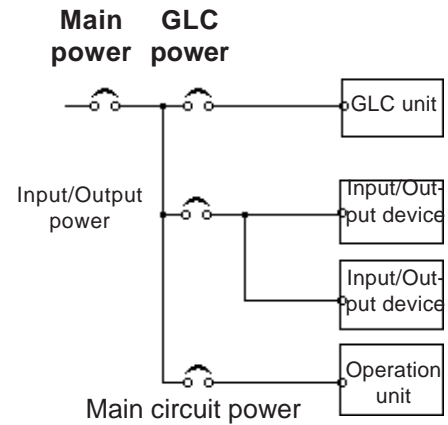 Main
power
GLC
power
GLC unit
Input/Output
power
Input/Out-
put device
Input/Out-
put device
Operation
unit
Main circuit power